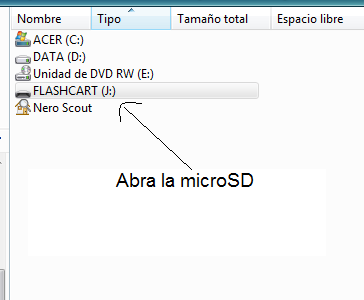 Nombre Tipo Tamaño total Espacio libre
ACER (C:)
DATA (D:)
Unidad de DVD RW (E:)
FLASHCART (J:)
Nero Scout
Abra la microSD